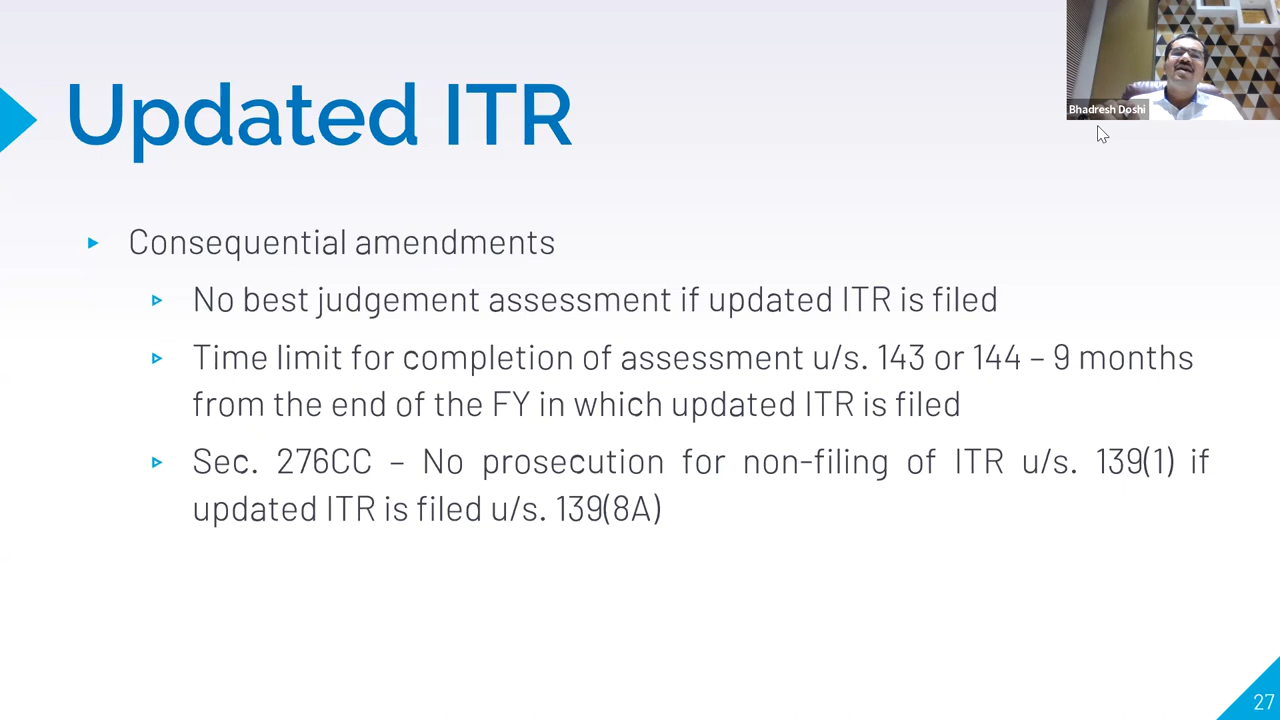 Bhadresh Doshi
Updated ITR
Consequential amendments
No best judgement assessment if updated ITR is filed
Time limit for completion of assessment u/s. 143 or 144 – 9 months
from the end of the FY in which updated ITR is filed
Sec. 276CC – No prosecution for non-filing of ITR u/s. 139(1) if
updated ITR is filed u/s. 139(8A)
27